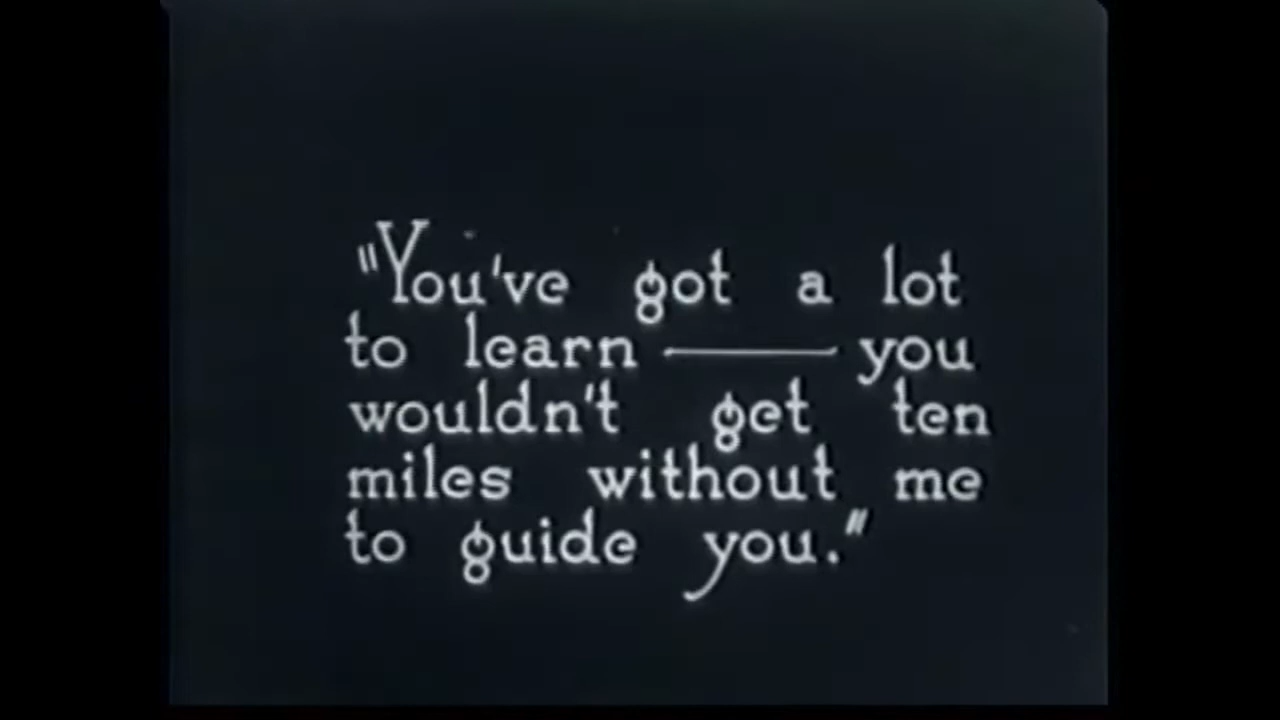 "You've got a lot
to learn —— you
wouldn't get ten
miles without me
to guide you."